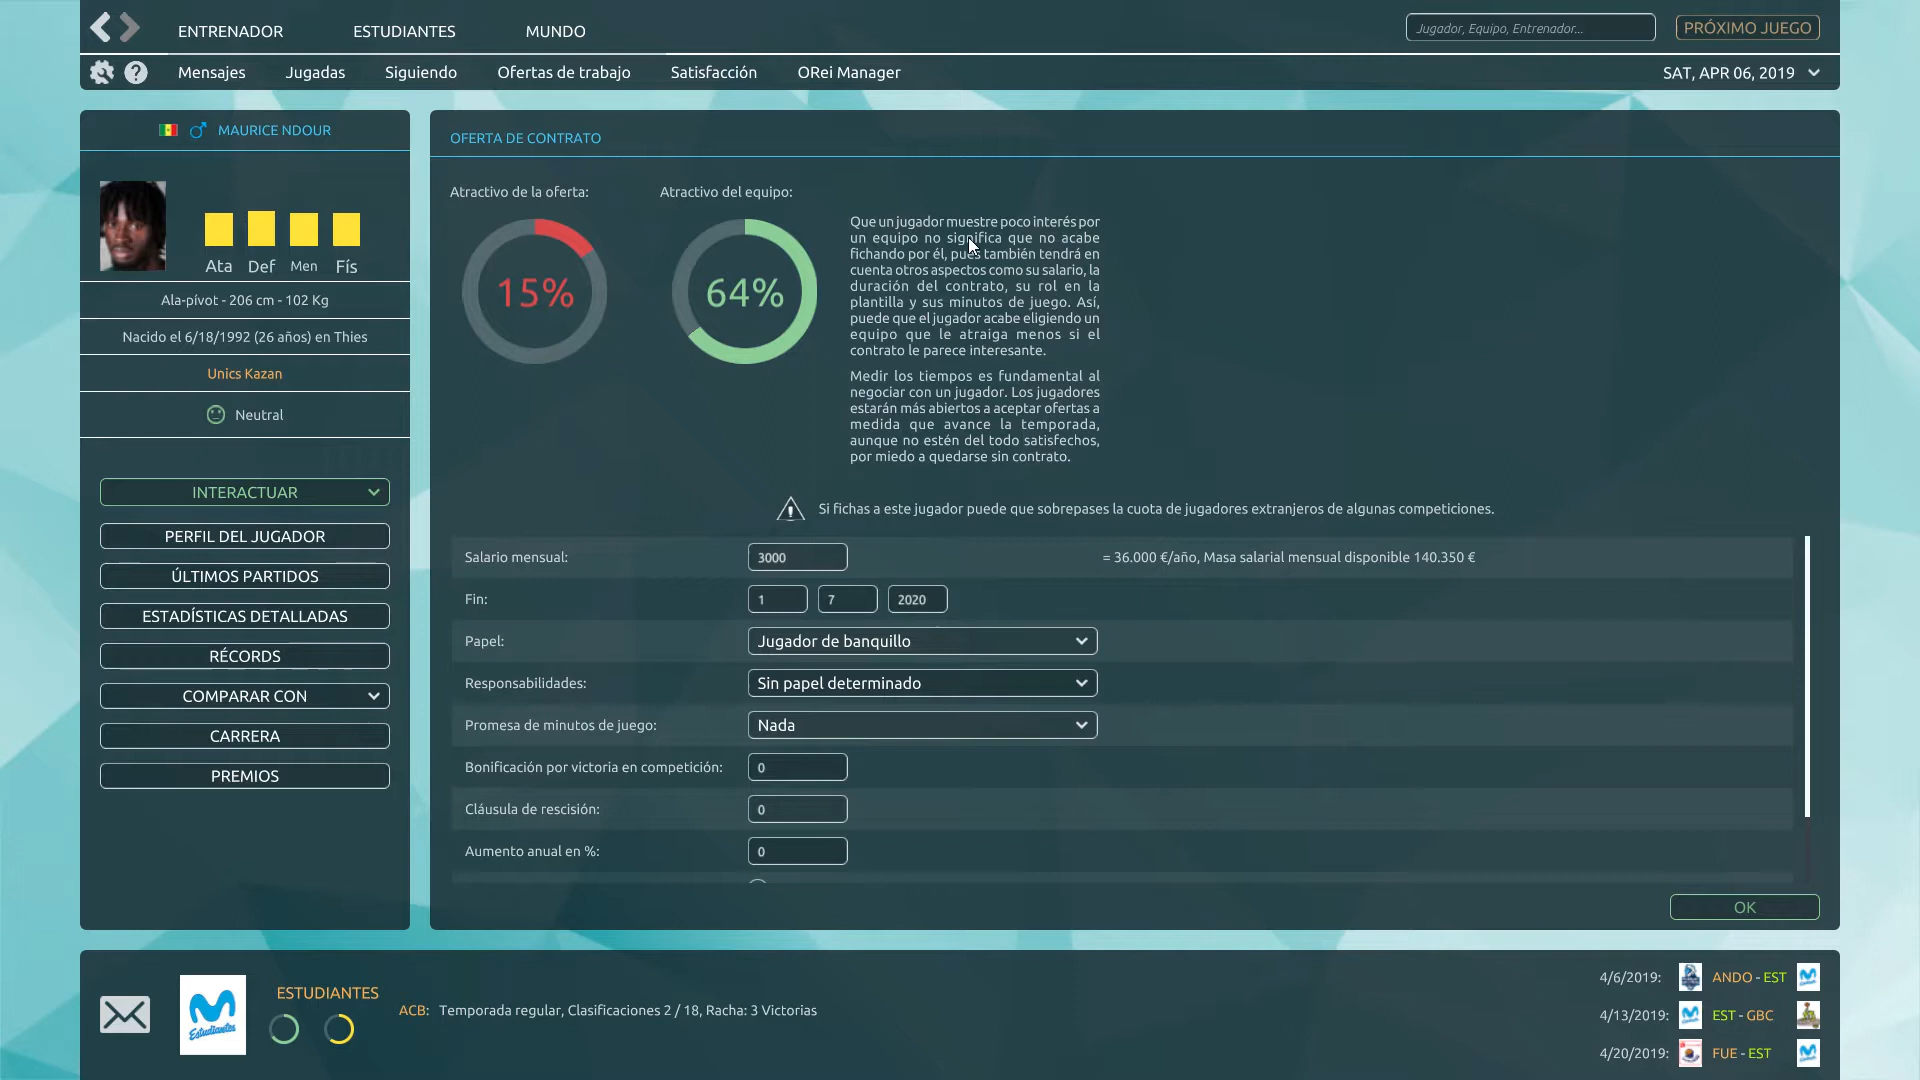 ENTRENADOR
ESTUDIANTES
MUNDO
Jugador, Equipo, Entrenador...
PRÓXIMO JUEGO
Mensajes
Jugadas
Siguiendo
Ofertas de trabajo
Satisfacción
ORei Manager
SAT, APR 06, 2019
MAURICE NDOUR
Ata
Def
Men
Fís
Ala-pívot - 206 cm - 102 Kg
Nacido el 6/18/1992 (26 años) en Thies
Unics Kazan
Neutral
INTERACTUAR
PERFIL DEL JUGADOR
ÚLTIMOS PARTIDOS
ESTADÍSTICAS DETALLADAS
RÉCORDS
COMPARAR CON
CARRERA
PREMIOS
OFERTA DE CONTRATO
Atractivo de la oferta:
15%
Atractivo del equipo:
64%
Que un jugador muestre poco interés por
un equipo no significa que no acabe
fichando por él, pues también tendrá en
cuenta otros aspectos como su salario, la
duración del contrato, su rol en la
plantilla y sus minutos de juego. Así,
puede que el jugador acabe eligiendo un
equipo que le atraiga menos si el
contrato le parece interesante.
Medir los tiempos es fundamental al
negociar con un jugador. Los jugadores
estarán más abiertos a aceptar ofertas a
medida que avance la temporada,
aunque no estén del todo satisfechos,
por miedo a quedarse sin contrato.
Si fichas a este jugador puede que sobrepases la cuota de jugadores extranjeros de algunas competiciones.
Salario mensual: 3000 = 36.000 €/año, Masa salarial mensual disponible 140.350 €
Fin: 1 7 2020
Papel: Jugador de banquillo
Responsabilidades: Sin papel determinado
Promesa de minutos de juego: Nada
Bonificación por victoria en competición: 0
Cláusula de rescisión: 0
Aumento anual en %: 0
OK
Estudiantes
ESTUDIANTES
ACB: Temporada regular, Clasificaciones 2 / 18, Racha: 3 Victorias
4/6/2019: ANDO - EST
4/13/2019: EST - GBC
4/20/2019: FUE - EST